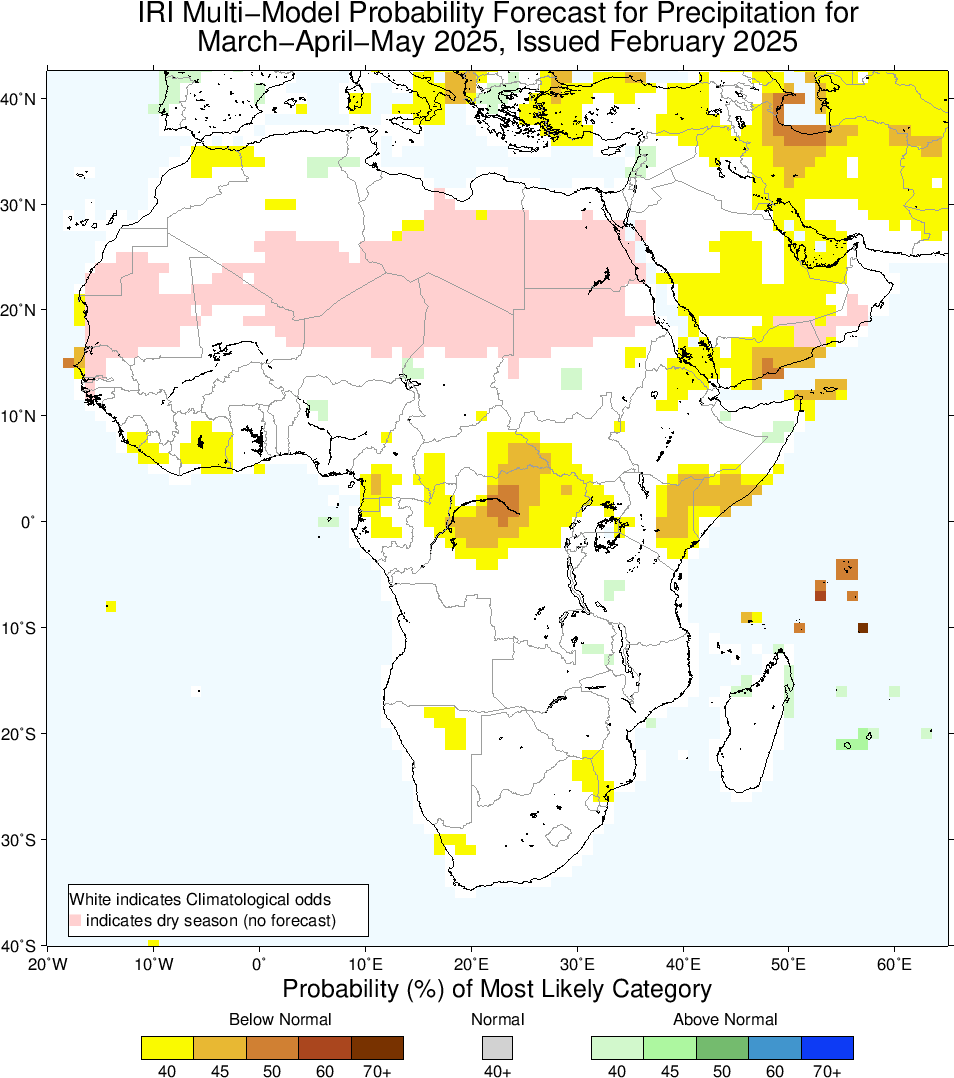 IRI Multi−Model Probability Forecast for Precipitation for
March−April−May 2025, Issued February 2025
40˚N
30˚N
20˚N
10˚N
0˚
10˚S
20˚S
30˚S
40˚S
White indicates Climatological odds
indicates dry season (no forecast)
20˚W 10˚W 0˚ 10˚E 20˚E 30˚E 40˚E 50˚E 60˚E
Probability (%) of Most Likely Category
Below Normal Normal Above Normal
40 45 50 60 70+ 40+ 40 45 50 60 70+